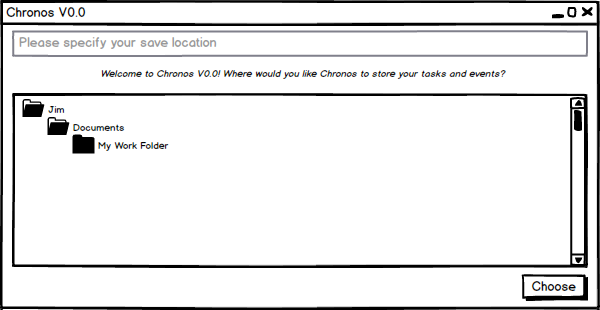 Chronos V0.0
Please specify your save location
Welcome to Chronos V0.0! Where would you like Chronos to store your tasks and events?
Jim
Documents
My Work Folder
Choose